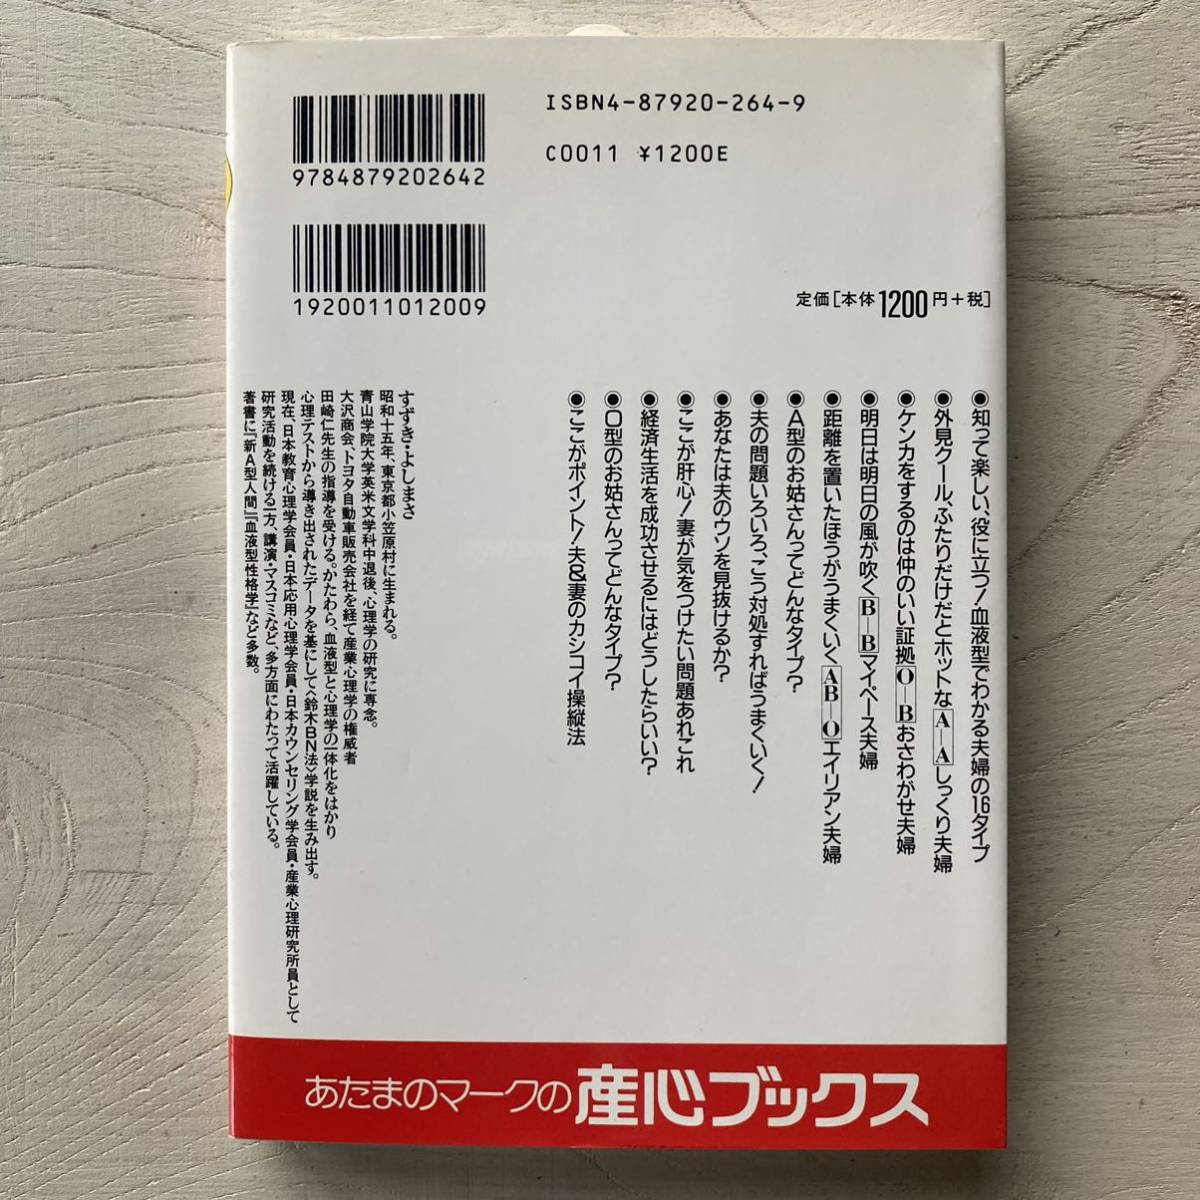 ISBN4-87920-264-9
C0011 ¥1200E
9784879202642
1920011012009
定価[本体1200円+税]
●知って楽しい、役に立つ!血液型でわかる夫婦の16タイプ
●外見クール、ふたりだけだとホットなA—Aしっくり夫婦
●ケンカをするのは仲のいい証拠O—Bおさわがせ夫婦
●明日は明日の風が吹くB—Bマイペース夫婦
●距離を置いたほうがうまくいくAB—Oエイリアン夫婦
●A型のお姑さんってどんなタイプ?
●夫の問題いろいろ、こう対処すればうまくいく!
●あなたは夫のウソを見抜けるか?
●ここが肝心!妻が気をつけたい問題あれこれ
●経済生活を成功させるにはどうしたらいい?
●O型のお姑さんってどんなタイプ?
●ここがポイント!夫&妻のカシコイ操縦法
すずき・よしまさ
昭和十五年、東京都小笠原村に生まれる。
青山学院大学英米文学科中退後、心理学の研究に専念。
大沢商会、トヨタ自動車販売会社を経て産業心理学の権威者
田崎仁先生の指導を受ける。かたわら、血液型と心理学の一体化をはかり
心理テストから導き出されたデータを基にして〈鈴木BN法〉学説を生み出す。
現在、日本教育心理学会員・日本応用心理学会員・日本カウンセリング学会員・産業心理研究所員として
研究活動を続ける一方、講演・マスコミなど、多方面にわたって活躍している。
著書に『新A型人間』『血液型性格学』など多数。
あたまのマークの産心ブックス